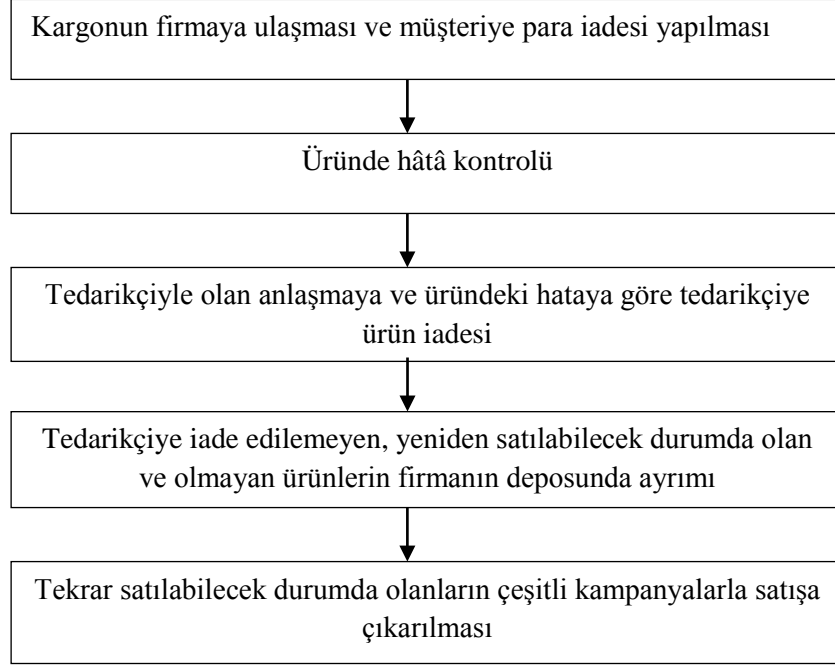 Kargonun firmaya ulaşması ve müşteriye para iadesi yapılması
Üründe hâtâ kontrolü
Tedarikçiyle olan anlaşmaya ve üründeki hataya göre tedarikçiye
ürün iadesi
Tedarikçiye iade edilemeyen, yeniden satılabilecek durumda olan
ve olmayan ürünlerin firmanın deposunda ayrımı
Tekrar satılabilecek durumda olanların çeşitli kampanyalarla satışa
çıkarılması